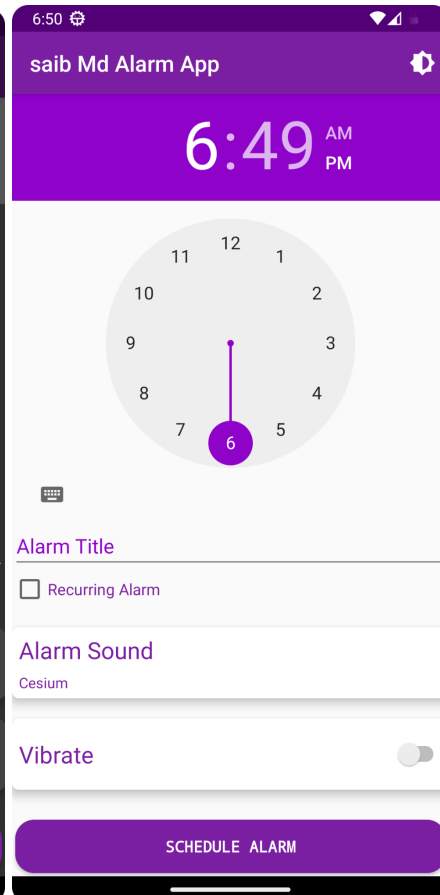 6:50
saib Md Alarm App
6:49 AM
PM
12
11 1
10 2
9 3
8 4
7 5
6
Alarm Title
Recurring Alarm
Alarm Sound
Cesium
Vibrate
SCHEDULE ALARM